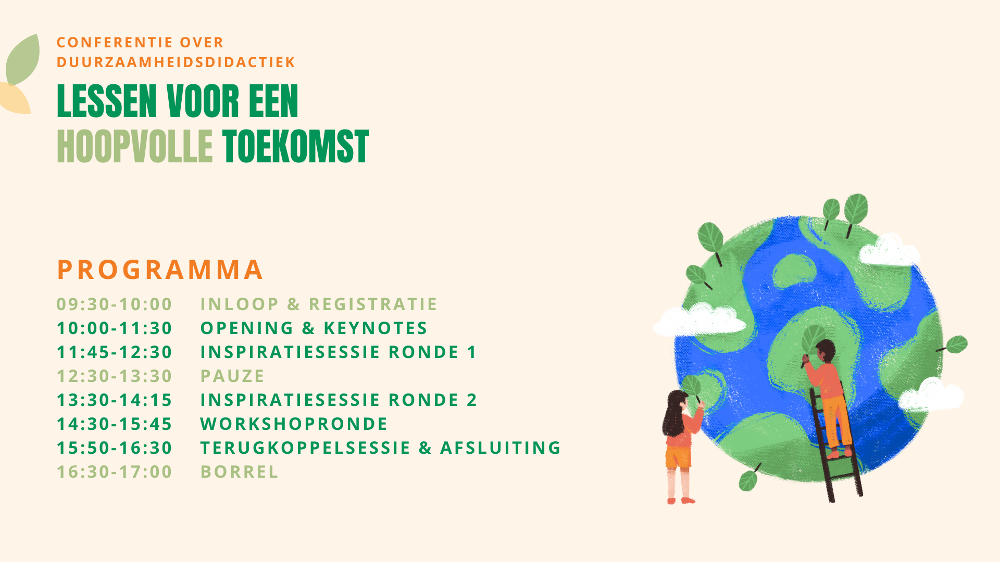 CONFERENTIE OVER
DUURZAAMHEIDSDIDACTIEK
LESSEN VOOR EEN
HOOPVOLLE TOEKOMST
PROGRAMMA
09:30-10:00 INLOOP & REGISTRATIE
10:00-11:30 OPENING & KEYNOTES
11:45-12:30 INSPIRATIESESSIE RONDE 1
12:30-13:30 PAUZE
13:30-14:15 INSPIRATIESESSIE RONDE 2
14:30-15:45 WORKSHOPRONDE
15:50-16:30 TERUGKOPPELSESSIE & AFSLUITING
16:30-17:00 BORREL